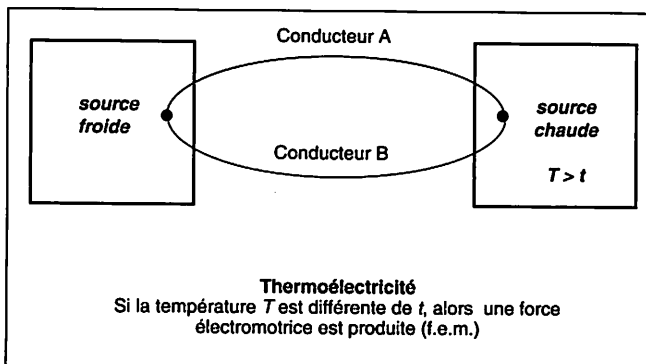 Conducteur A
source
froide
Conducteur B
source
chaude
T > t
Thermoélectricité
Si la température T est différente de t, alors une force
électromotrice est produite (f.e.m.)